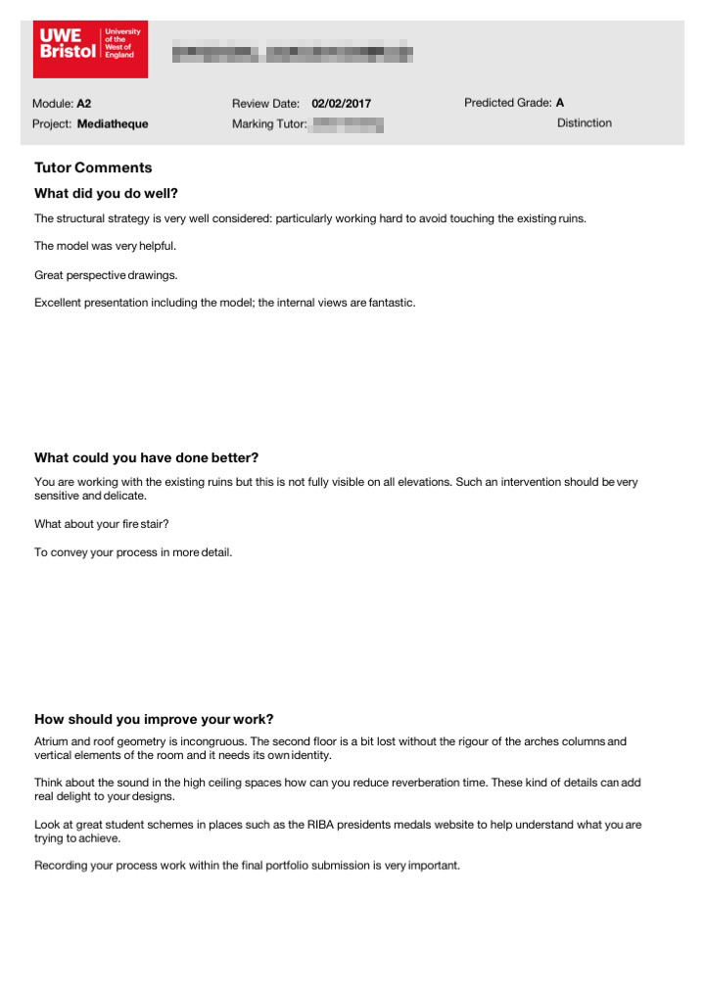 UWE Bristol
University of the West of England
Module: A2
Review Date: 02/02/2017
Predicted Grade: A
Project: Mediatheque
Marking Tutor:
Distinction
Tutor Comments
What did you do well?
The structural strategy is very well considered: particularly working hard to avoid touching the existing ruins.
The model was very helpful.
Great perspective drawings.
Excellent presentation including the model; the internal views are fantastic.
What could you have done better?
You are working with the existing ruins but this is not fully visible on all elevations. Such an intervention should be very
sensitive and delicate.
What about your fire stair?
To convey your process in more detail.
How should you improve your work?
Atrium and roof geometry is incongruous. The second floor is a bit lost without the rigour of the arches columns and
vertical elements of the room and it needs its own identity.
Think about the sound in the high ceiling spaces how can you reduce reverberation time. These kind of details can add
real delight to your designs.
Look at great student schemes in places such as the RIBA presidents medals website to help understand what you are
trying to achieve.
Recording your process work within the final portfolio submission is very important.